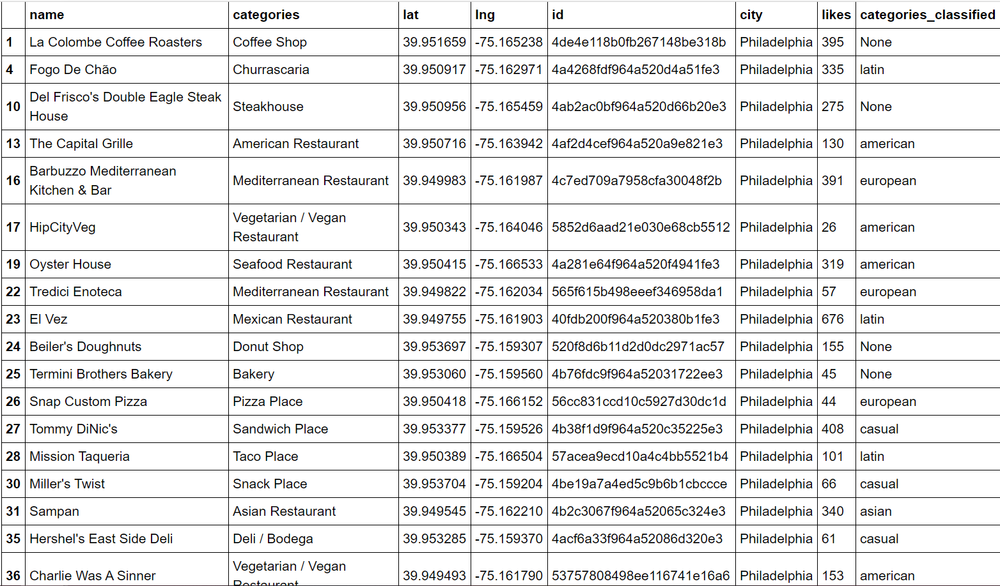 name categories lat lng id city likes categories_classified
1 La Colombe Coffee Roasters Coffee Shop 39.951659 -75.165238 4de4e118b0fb267148be318b Philadelphia 395 None
4 Fogo De Chão Churrascaria 39.950917 -75.162971 4a4268fdf964a520d4a51fe3 Philadelphia 335 latin
10 Del Frisco's Double Eagle Steak
House Steakhouse 39.950956 -75.165459 4ab2ac0bf964a520d66b20e3 Philadelphia 275 None
13 The Capital Grille American Restaurant 39.950716 -75.163942 4af2d4cef964a520a9e821e3 Philadelphia 130 american
16 Barbuzzo Mediterranean
Kitchen & Bar Mediterranean Restaurant 39.949983 -75.161987 4c7ed709a7958cfa30048f2b Philadelphia 391 european
17 HipCityVeg Vegetarian / Vegan
Restaurant 39.950343 -75.164046 5852d6aad21e030e68cb5512 Philadelphia 26 american
19 Oyster House Seafood Restaurant 39.950415 -75.166533 4a281e64f964a520f4941fe3 Philadelphia 319 american
22 Tredici Enoteca Mediterranean Restaurant 39.949822 -75.162034 565f615b498eeef346958da1 Philadelphia 57 european
23 El Vez Mexican Restaurant 39.949755 -75.161903 40fdb200f964a520380b1fe3 Philadelphia 676 latin
24 Beiler's Doughnuts Donut Shop 39.953697 -75.159307 520f8d6b11d2d0dc2971ac57 Philadelphia 155 None
25 Termini Brothers Bakery Bakery 39.953060 -75.159560 4b76fdc9f964a52031722ee3 Philadelphia 45 None
26 Snap Custom Pizza Pizza Place 39.950418 -75.166152 56cc831ccd10c5927d30dc1d Philadelphia 44 european
27 Tommy DiNic's Sandwich Place 39.953377 -75.159526 4b38f1d9f964a520c35225e3 Philadelphia 408 casual
28 Mission Taqueria Taco Place 39.950389 -75.166504 57acea9ecd10a4c4bb5521b4 Philadelphia 101 latin
30 Miller's Twist Snack Place 39.953704 -75.159204 4be19a7a4ed5c9b6b1cbccce Philadelphia 66 casual
31 Sampan Asian Restaurant 39.949545 -75.162210 4b2c3067f964a52065c324e3 Philadelphia 340 asian
35 Hershel's East Side Deli Deli / Bodega 39.953285 -75.159370 4acf6a33f964a52086d320e3 Philadelphia 61 casual
36 Charlie Was A Sinner Vegetarian / Vegan
Restaurant 39.949493 -75.161790 53757808498ee116741e16a6 Philadelphia 153 american